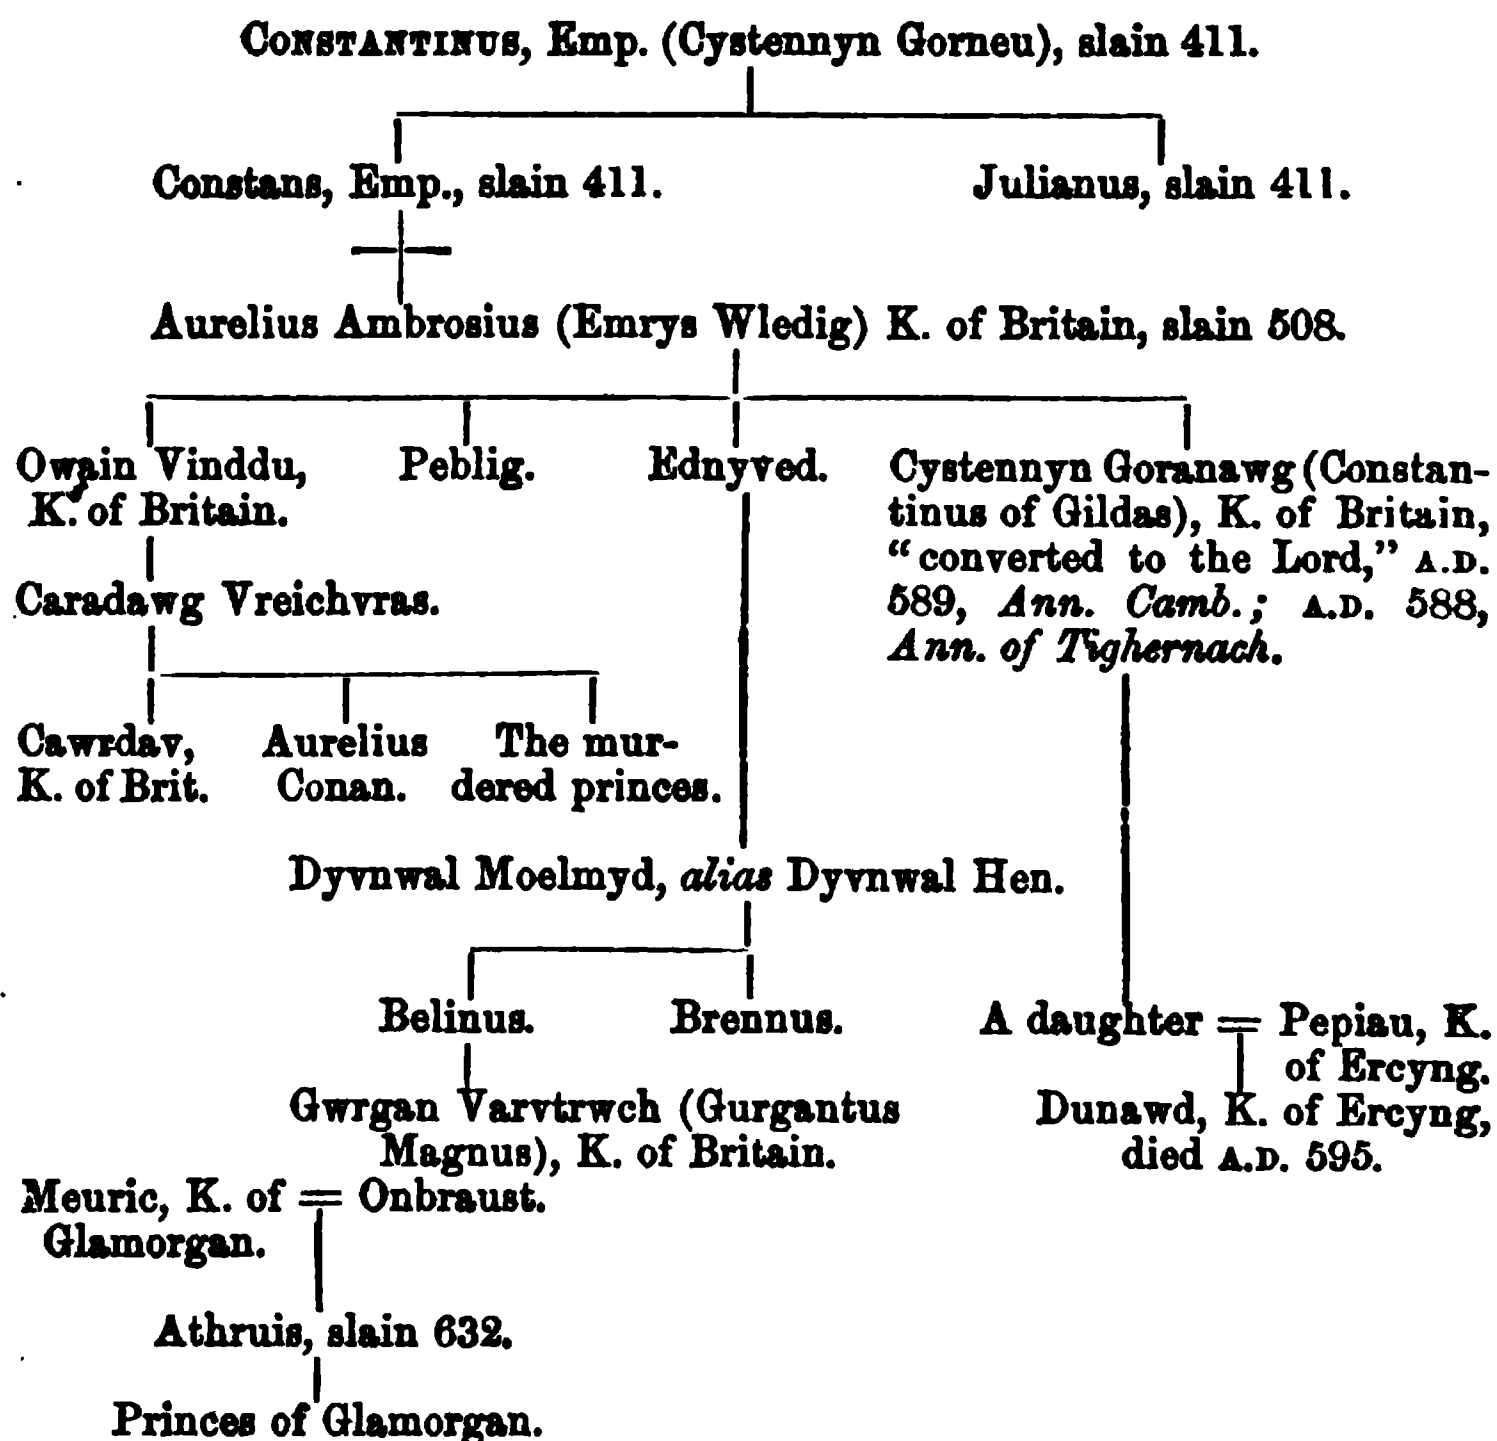 CONSTANTINUS, Emp. (Cystennyn Gorneu), slain 411.
Constans, Emp., slain 411.
Julianus, slain 411.
Aurelius Ambrosius (Emrys Wledig) K. of Britain, slain 508.
Owain Vinddu,
K. of Britain.
Peblig.
Ednyved.
Cystennyn Goranawg (Constan-
tinus of Gildas), K. of Britain,
“converted to the Lord,” A.D.
589, Ann. Camb.; A.D. 588,
Ann. of Tighernach.
Caradawg Vreichvras.
Cawrdav,
K. of Brit.
Aurelius
Conan.
The mur-
dered princes.
Dyvnwal Moelmyd, alias Dyvnwal Hen.
Belinus.
Brennus.
A daughter = Pepiau, K.
of Ercyng.
Gwrgan Varvtrwch (Gurgantus
Magnus), K. of Britain.
Dunawd, K. of Ercyng,
died A.D. 595.
Meuric, K. of = Onbraust.
Glamorgan.
Athruis, slain 632.
Princes of Glamorgan.